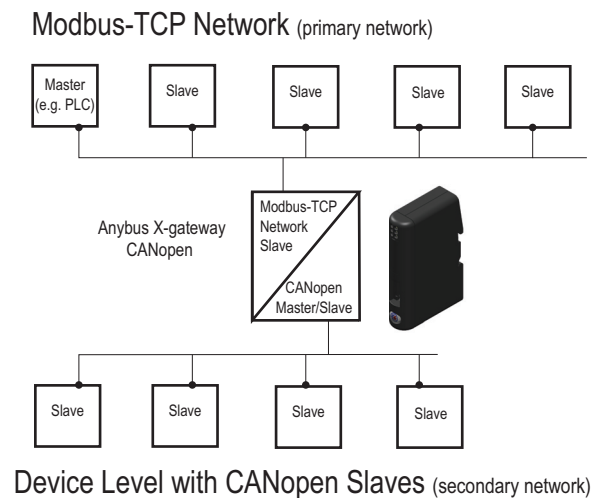 Modbus-TCP Network (primary network)
Master
(e.g. PLC)
Slave
Slave
Slave
Slave
Anybus X-gateway
CANopen
Modbus-TCP
Network
Slave
CANopen
Master/Slave
Slave
Slave
Slave
Slave
Device Level with CANopen Slaves (secondary network)